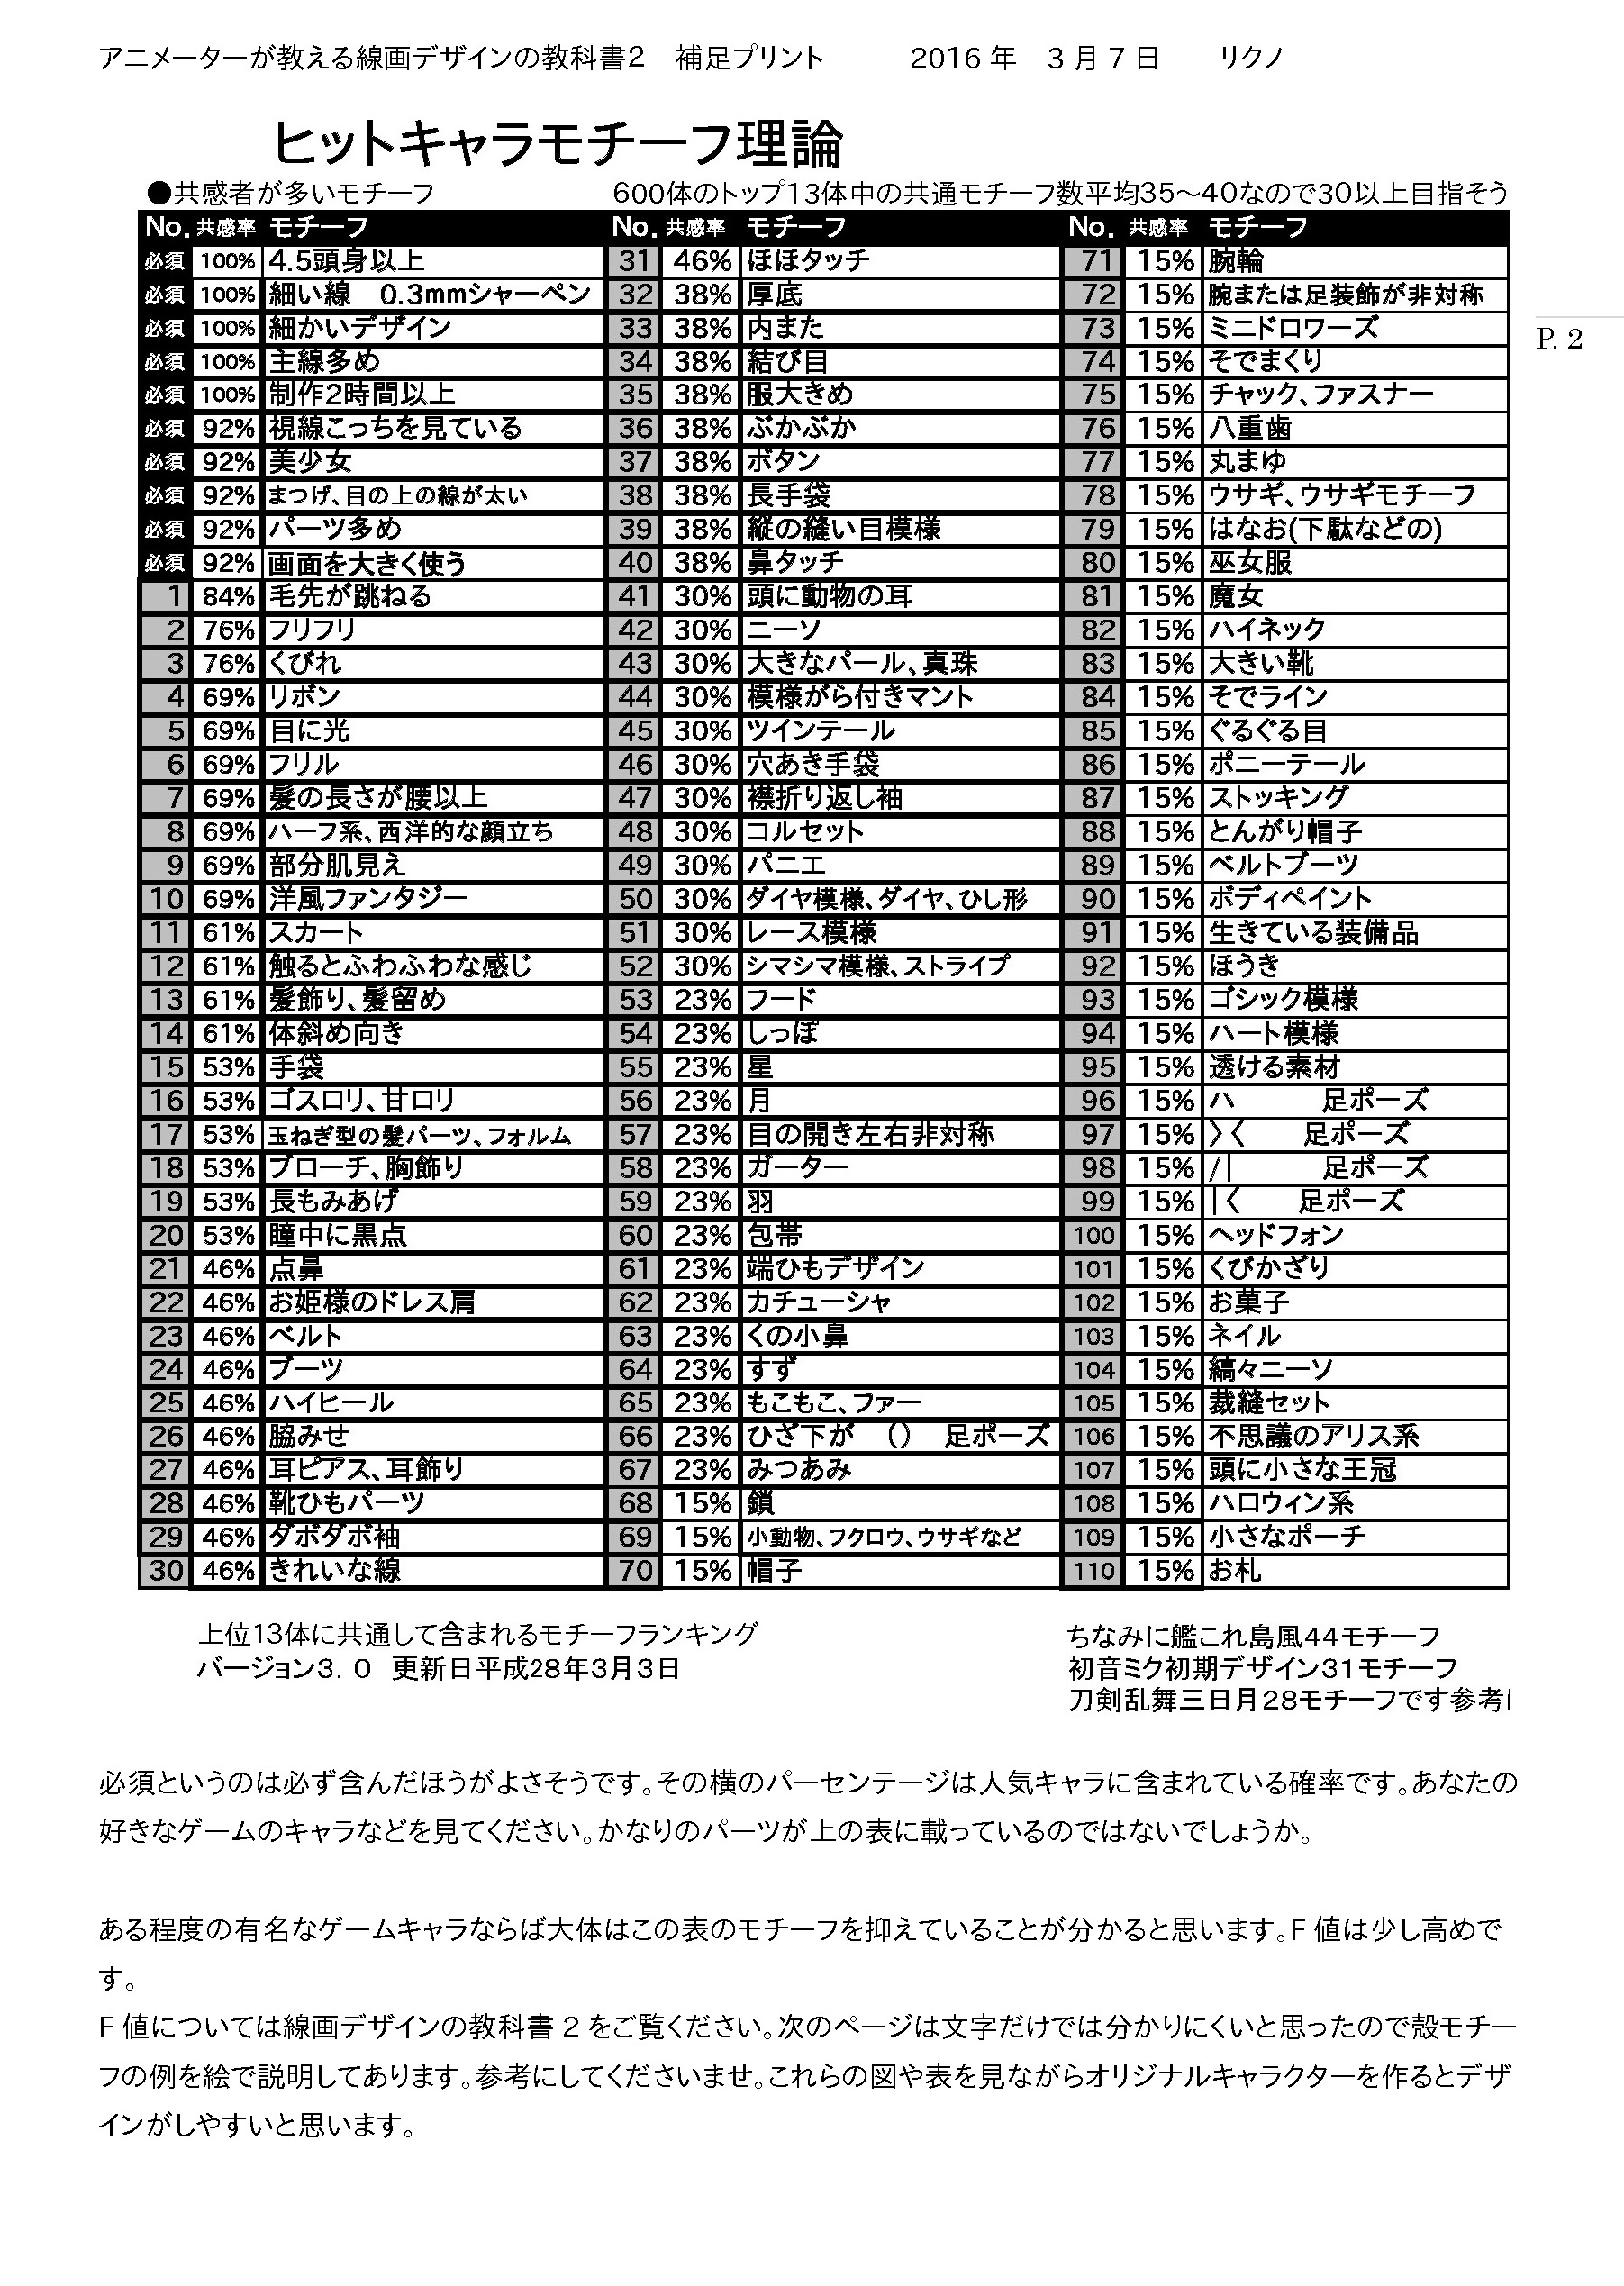 アニメーターが教える線画デザインの教科書2　補足プリント　　　2016 年　3 月 7 日　　リクノ
ヒットキャラモチーフ理論
●共感者が多いモチーフ　　　　600体のトップ13体中の共通モチーフ数平均35～40なので30以上目指そう
No. 共感率 モチーフ No. 共感率 モチーフ No. 共感率 モチーフ
必須 100% 4.5頭身以上 31 46% ほほタッチ 71 15% 腕輪
必須 100% 細い線　0.3mmシャーペン 32 38% 厚底 72 15% 腕または足装飾が非対称
必須 100% 細かいデザイン 33 38% 内また 73 15% ミニドロワーズ
必須 100% 主線多め 34 38% 結び目 74 15% そでまくり
必須 100% 制作2時間以上 35 38% 服大きめ 75 15% チャック、ファスナー
必須 92% 視線こっちを見ている 36 38% ぶかぶか 76 15% 八重歯
必須 92% 美少女 37 38% ボタン 77 15% 丸まゆ
必須 92% まつげ、目の上の線が太い 38 38% 長手袋 78 15% ウサギ、ウサギモチーフ
必須 92% パーツ多め 39 38% 縦の縫い目模様 79 15% はなお(下駄などの)
必須 92% 画面を大きく使う 40 38% 鼻タッチ 80 15% 巫女服
1 84% 毛先が跳ねる 41 30% 頭に動物の耳 81 15% 魔女
2 76% フリフリ 42 30% ニーソ 82 15% ハイネック
3 76% くびれ 43 30% 大きなパール、真珠 83 15% 大きい靴
4 69% リボン 44 30% 模様がら付きマント 84 15% そでライン
5 69% 目に光 45 30% ツインテール 85 15% ぐるぐる目
6 69% フリル 46 30% 穴あき手袋 86 15% ポニーテール
7 69% 髪の長さが腰以上 47 30% 襟折り返し袖 87 15% ストッキング
8 69% ハーフ系、西洋的な顔立ち 48 30% コルセット 88 15% とんがり帽子
9 69% 部分肌見え 49 30% パニエ 89 15% ベルトブーツ
10 69% 洋風ファンタジー 50 30% ダイヤ模様、ダイヤ、ひし形 90 15% ボディペイント
11 61% スカート 51 30% レース模様 91 15% 生きている装備品
12 61% 触るとふわふわな感じ 52 30% シマシマ模様、ストライプ 92 15% ほうき
13 61% 髪飾り、髪留め 53 23% フード 93 15% ゴシック模様
14 61% 体斜め向き 54 23% しっぽ 94 15% ハート模様
15 53% 手袋 55 23% 星 95 15% 透ける素材
16 53% ゴスロリ、甘ロリ 56 23% 月 96 15% ハ　　　足ポーズ
17 53% 玉ねぎ型の髪パーツ、フォルム 57 23% 目の開き左右非対称 97 15% 〉〈　　足ポーズ
18 53% ブローチ、胸飾り 58 23% ガーター 98 15% /|　　　足ポーズ
19 53% 長もみあげ 59 23% 羽 99 15% |〈　　足ポーズ
20 53% 瞳中に黒点 60 23% 包帯 100 15% ヘッドフォン
21 46% 点鼻 61 23% 端ひもデザイン 101 15% くびかざり
22 46% お姫様のドレス肩 62 23% カチューシャ 102 15% お菓子
23 46% ベルト 63 23% くの小鼻 103 15% ネイル
24 46% ブーツ 64 23% すず 104 15% 縞々ニーソ
25 46% ハイヒール 65 23% もこもこ、ファー 105 15% 裁縫セット
26 46% 脇みせ 66 23% ひざ下が　（）　足ポーズ 106 15% 不思議のアリス系
27 46% 耳ピアス、耳飾り 67 23% みつあみ 107 15% 頭に小さな王冠
28 46% 靴ひもパーツ 68 15% 鎖 108 15% ハロウィン系
29 46% ダボダボ袖 69 15% 小動物、フクロウ、ウサギなど 109 15% 小さなポーチ
30 46% きれいな線 70 15% 帽子 110 15% お札
上位13体に共通して含まれるモチーフランキング
バージョン3．0　更新日平成28年3月3日
ちなみに艦これ島風44モチーフ
初音ミク初期デザイン31モチーフ
刀剣乱舞三日月28モチーフです参考
P. 2
必須というのは必ず含んだほうがよさそうです。その横のパーセンテージは人気キャラに含まれている確率です。あなたの
好きなゲームのキャラなどを見てください。かなりのパーツが上の表に載っているのではないでしょうか。
ある程度の有名なゲームキャラならば大体はこの表のモチーフを抑えていることが分かると思います。F 値は少し高めで
す。
F 値については線画デザインの教科書 2 をご覧ください。次のページは文字だけでは分かりにくいと思ったので殻モチー
フの例を絵で説明してあります。参考にしてくださいませ。これらの図や表を見ながらオリジナルキャラクターを作るとデザ
インがしやすいと思います。